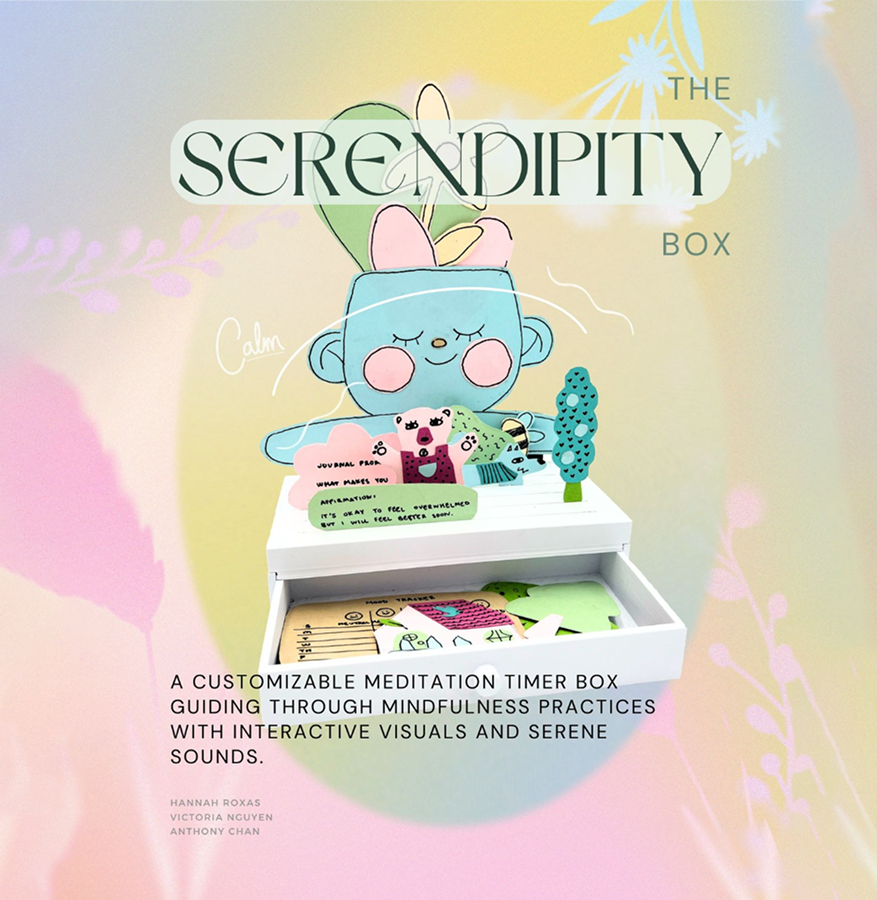 THE
SERENDIPITY
BOX
Calm
JOURNAL FROM
WHAT MAKES YOU
AFFIRMATION:
IT'S OKAY TO FEEL OVERWHELMED
BUT I WILL FEEL BETTER SOON.
MOOD TRACKER
A CUSTOMIZABLE MEDITATION TIMER BOX
GUIDING THROUGH MINDFULNESS PRACTICES
WITH INTERACTIVE VISUALS AND SERENE
SOUNDS.
HANNAH ROXAS
VICTORIA NGUYEN
ANTHONY CHAN